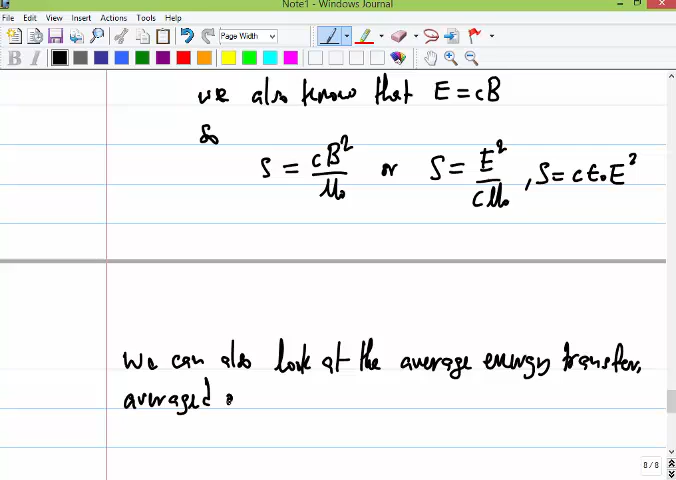 Note1 - Windows Journal
File Edit View Insert Actions Tools Help
Page Width
B I
we also know that E = cB
so
S = cB²/μ₀ or S = E²/cμ₀, S = cε₀E²
We can also look at the average energy transfer,
averaged
8 / 8